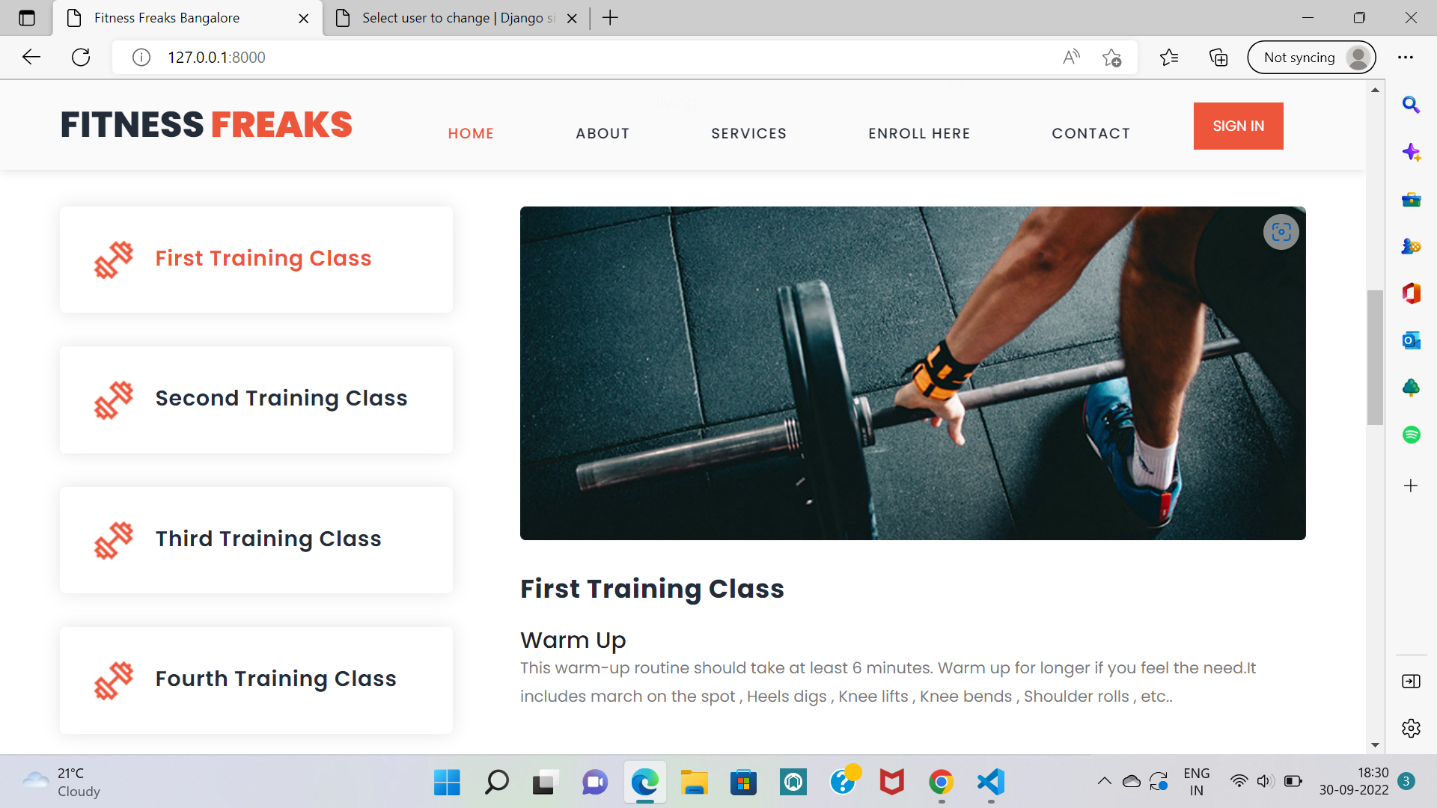 Fitness Freaks Bangalore
Select user to change | Django si
127.0.0.1:8000
Not syncing
FITNESS FREAKS
HOME
ABOUT
SERVICES
ENROLL HERE
CONTACT
SIGN IN
First Training Class
Second Training Class
Third Training Class
Fourth Training Class
First Training Class
Warm Up
This warm-up routine should take at least 6 minutes. Warm up for longer if you feel the need.It
includes march on the spot , Heels digs , Knee lifts , Knee bends , Shoulder rolls , etc..
21°C
Cloudy
ENG
IN
18:30
30-09-2022
3